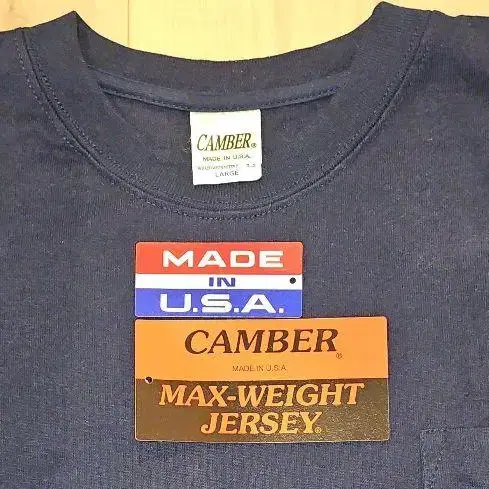 CAMBER®
MADE IN U.S.A.
LARGE
MADE
IN
U.S.A.
CAMBER®
MADE IN U.S.A
MAX-WEIGHT
JERSEY®